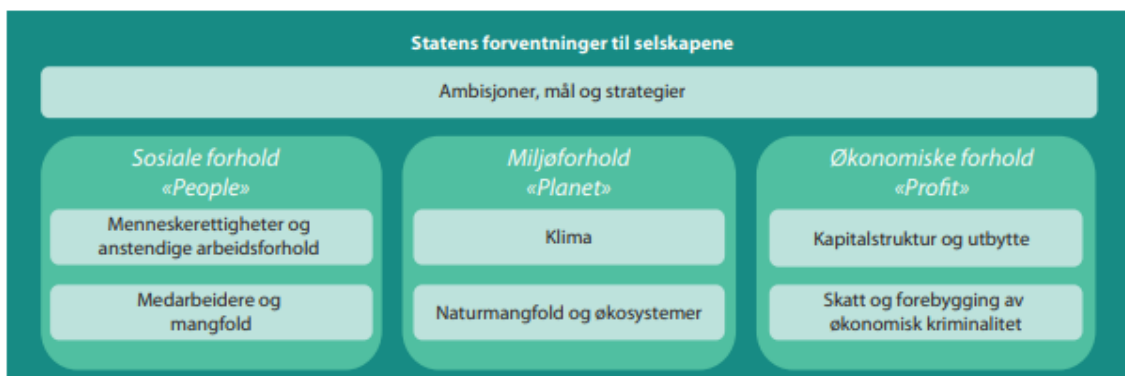 Statens forventninger til selskapene
Ambisjoner, mål og strategier
Sosiale forhold
«People»
Menneskerettigheter og
anstendige arbeidsforhold
Medarbeidere og
mangfold
Miljøforhold
«Planet»
Klima
Naturmangfold og økosystemer
Økonomiske forhold
«Profit»
Kapitalstruktur og utbytte
Skatt og forebygging av
økonomisk kriminalitet